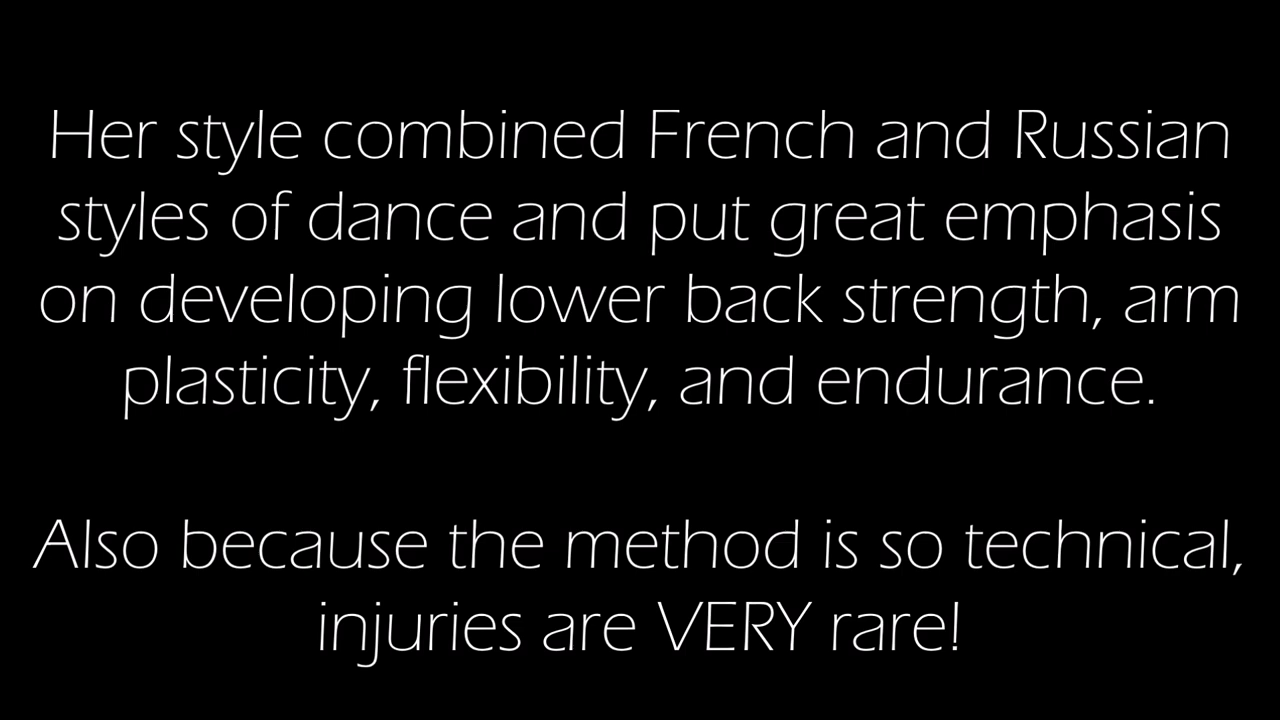 Her style combined French and Russian
styles of dance and put great emphasis
on developing lower back strength, arm
plasticity, flexibility, and endurance.
Also because the method is so technical,
injuries are VERY rare!